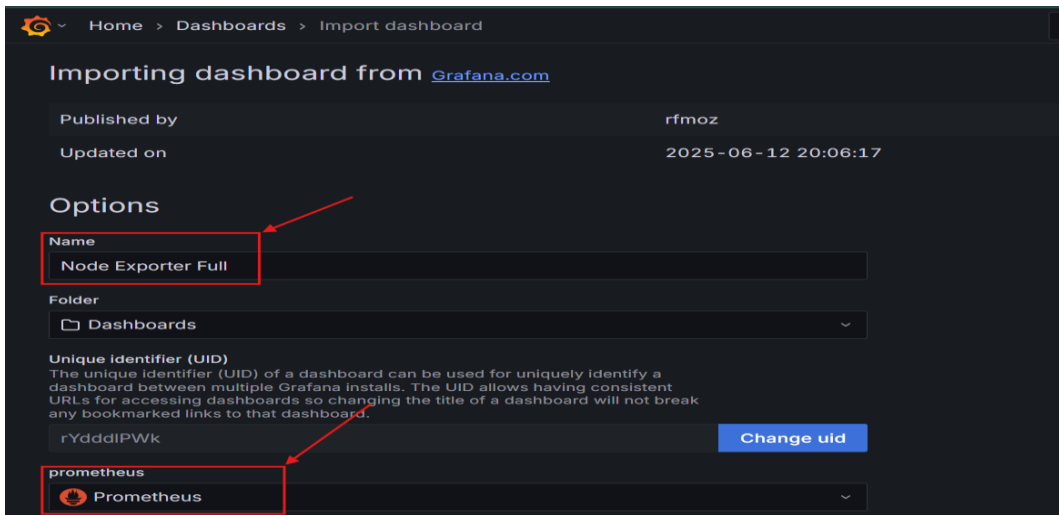 Home > Dashboards > Import dashboard
Importing dashboard from Grafana.com
Published by rfmoz
Updated on 2025-06-12 20:06:17
Options
Name
Node Exporter Full
Folder
Dashboards
Unique identifier (UID)
The unique identifier (UID) of a dashboard can be used for uniquely identify a
dashboard between multiple Grafana installs. The UID allows having consistent
URLs for accessing dashboards so changing the title of a dashboard will not break
any bookmarked links to that dashboard.
rYdddlPWk Change uid
prometheus
Prometheus